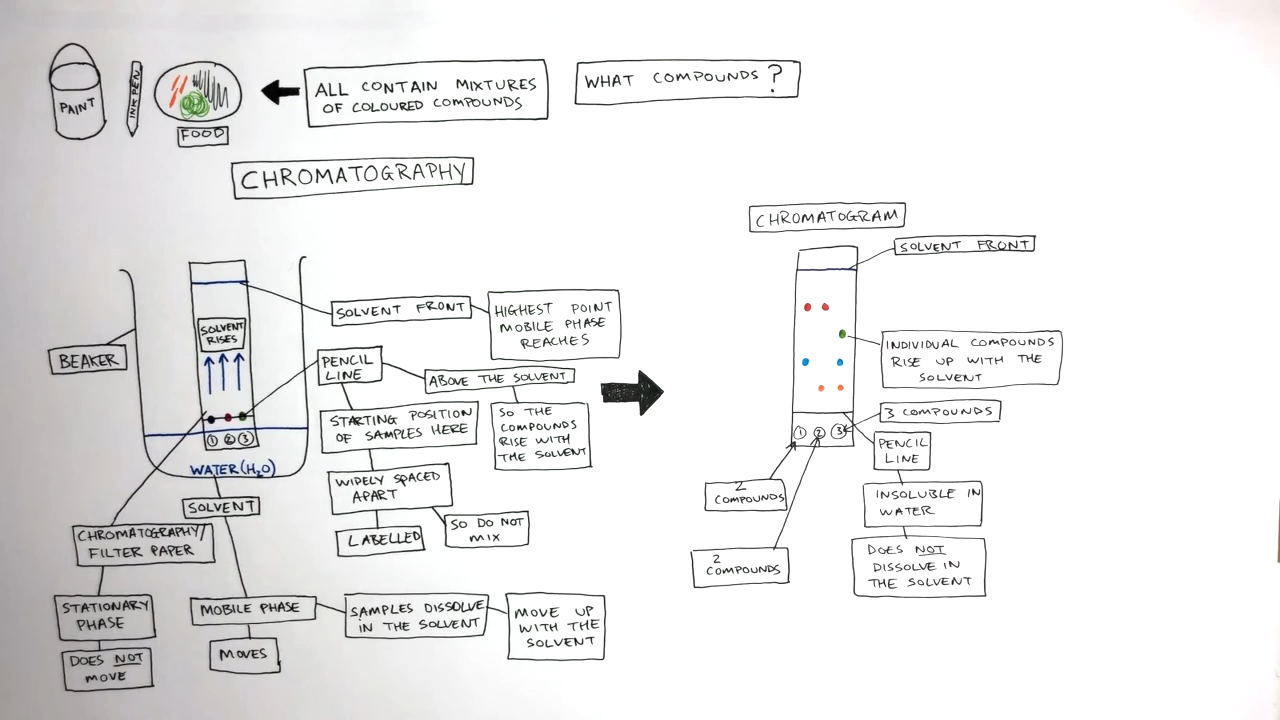 PAINT
INK PEN
FOOD
ALL CONTAIN MIXTURES
OF COLOURED COMPOUNDS
WHAT COMPOUNDS?
CHROMATOGRAPHY
BEAKER
SOLVENT
RISES
1 2 3
WATER (H2O)
SOLVENT FRONT
HIGHEST POINT
MOBILE PHASE
REACHES
PENCIL
LINE
ABOVE THE SOLVENT
SO THE
COMPOUNDS
RISE WITH
THE SOLVENT
STARTING POSITION
OF SAMPLES HERE
WIDELY SPACED
APART
LABELLED
SO DO NOT
MIX
SOLVENT
CHROMATOGRAPHY/
FILTER PAPER
STATIONARY
PHASE
DOES NOT
MOVE
MOBILE PHASE
MOVES
SAMPLES DISSOLVE
IN THE SOLVENT
MOVE UP
WITH THE
SOLVENT
CHROMATOGRAM
SOLVENT FRONT
INDIVIDUAL COMPOUNDS
RISE UP WITH THE
SOLVENT
3 COMPOUNDS
1 2 3
PENCIL
LINE
INSOLUBLE IN
WATER
DOES NOT
DISSOLVE IN
THE SOLVENT
2
COMPOUNDS
2
COMPOUNDS